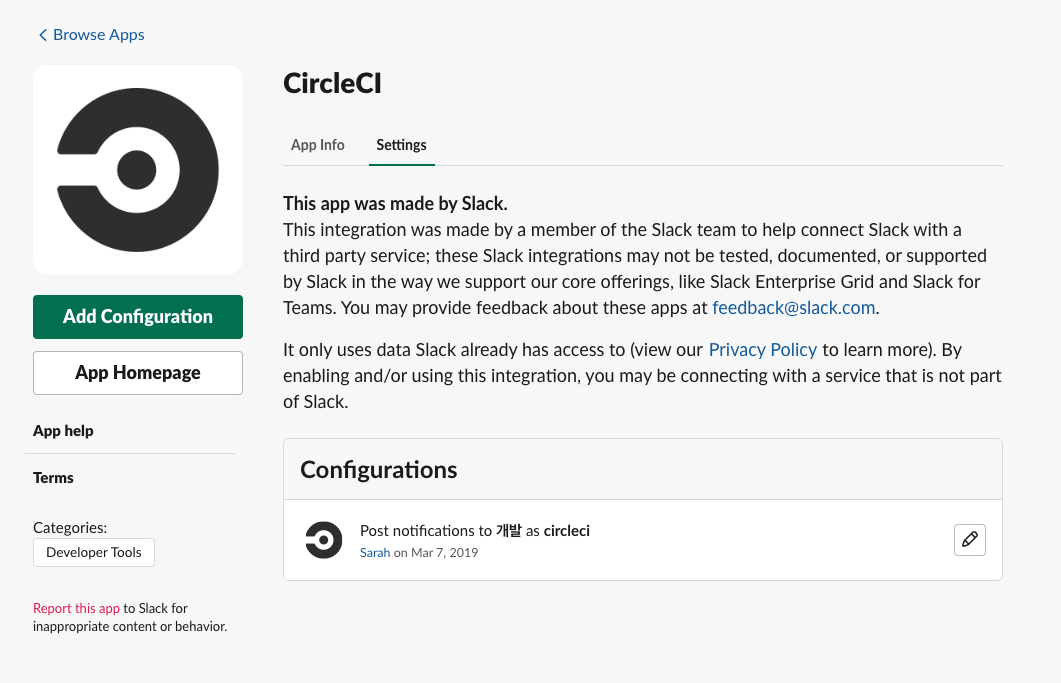 Browse Apps
CircleCI
App Info
Settings
This app was made by Slack.
This integration was made by a member of the Slack team to help connect Slack with a
third party service; these Slack integrations may not be tested, documented, or supported
by Slack in the way we support our core offerings, like Slack Enterprise Grid and Slack for
Teams. You may provide feedback about these apps at feedback@slack.com.
It only uses data Slack already has access to (view our Privacy Policy to learn more). By
enabling and/or using this integration, you may be connecting with a service that is not part
of Slack.
Add Configuration
App Homepage
App help
Terms
Categories:
Developer Tools
Report this app to Slack for
inappropriate content or behavior.
Configurations
Post notifications to 개발 as circleci
Sarah on Mar 7, 2019